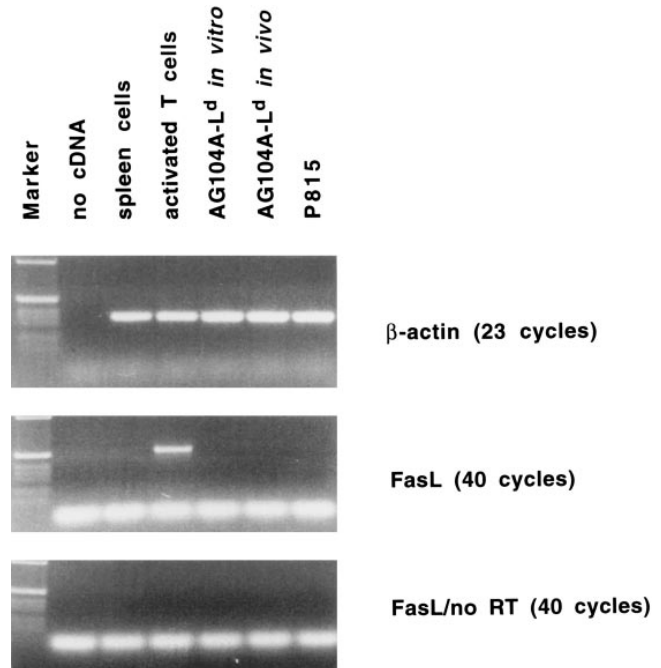 Marker
no cDNA
spleen cells
activated T cells
AG104A-Lᵈ in vitro
AG104A-Lᵈ in vivo
P815
β-actin (23 cycles)
FasL (40 cycles)
FasL/no RT (40 cycles)